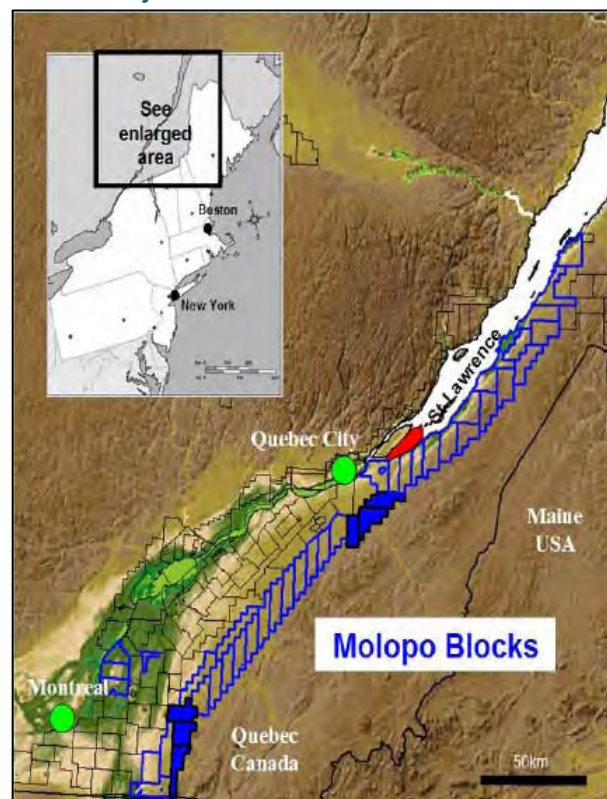 See
enlarged
area
Boston
New York
St Lawrence
Quebec City
Maine
USA
Molopo Blocks
Montreal
Quebec
Canada
50km